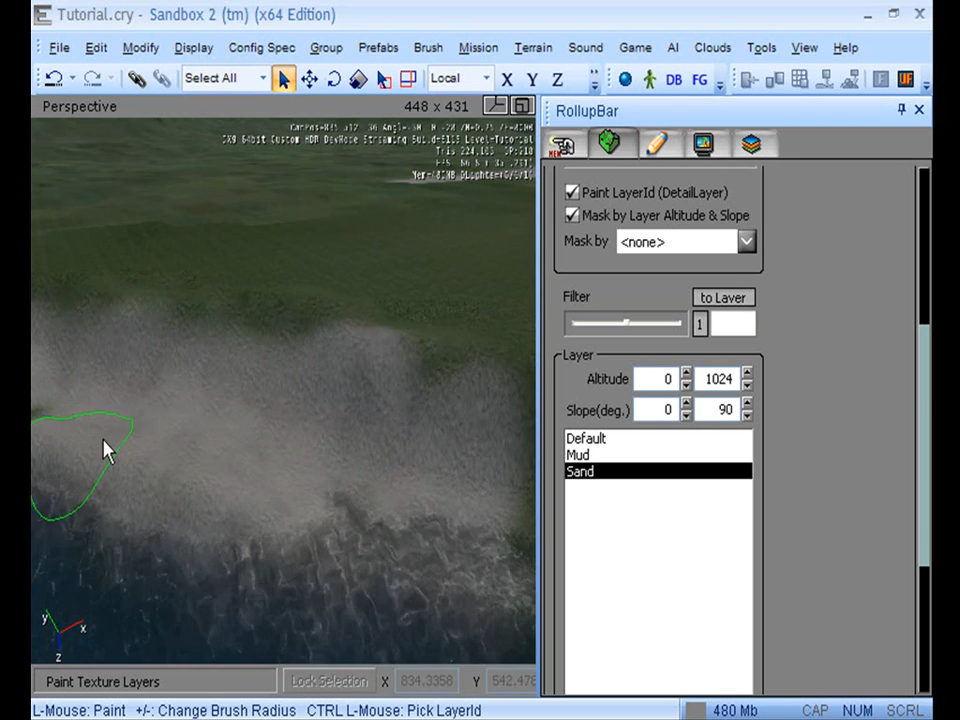 Tutorial.cry - Sandbox 2 (tm) (x64 Edition)
File Edit Modify Display Config Spec Group Prefabs Brush Mission Terrain Sound Game AI Clouds Tools View Help
Select All Local X Y Z DB FG
Perspective 448 x 431
RollupBar
NEW
Paint LayerId (DetailLayer)
Mask by Layer Altitude & Slope
Mask by <none>
Filter to Layer
1
Layer
Altitude 0 1024
Slope(deg.) 0 90
Default
Mud
Sand
y
x
z
Paint Texture Layers Lock Selection X 834.3358 Y 542.478
L-Mouse: Paint +/-: Change Brush Radius CTRL L-Mouse: Pick LayerId 480 Mb CAP NUM SCRL